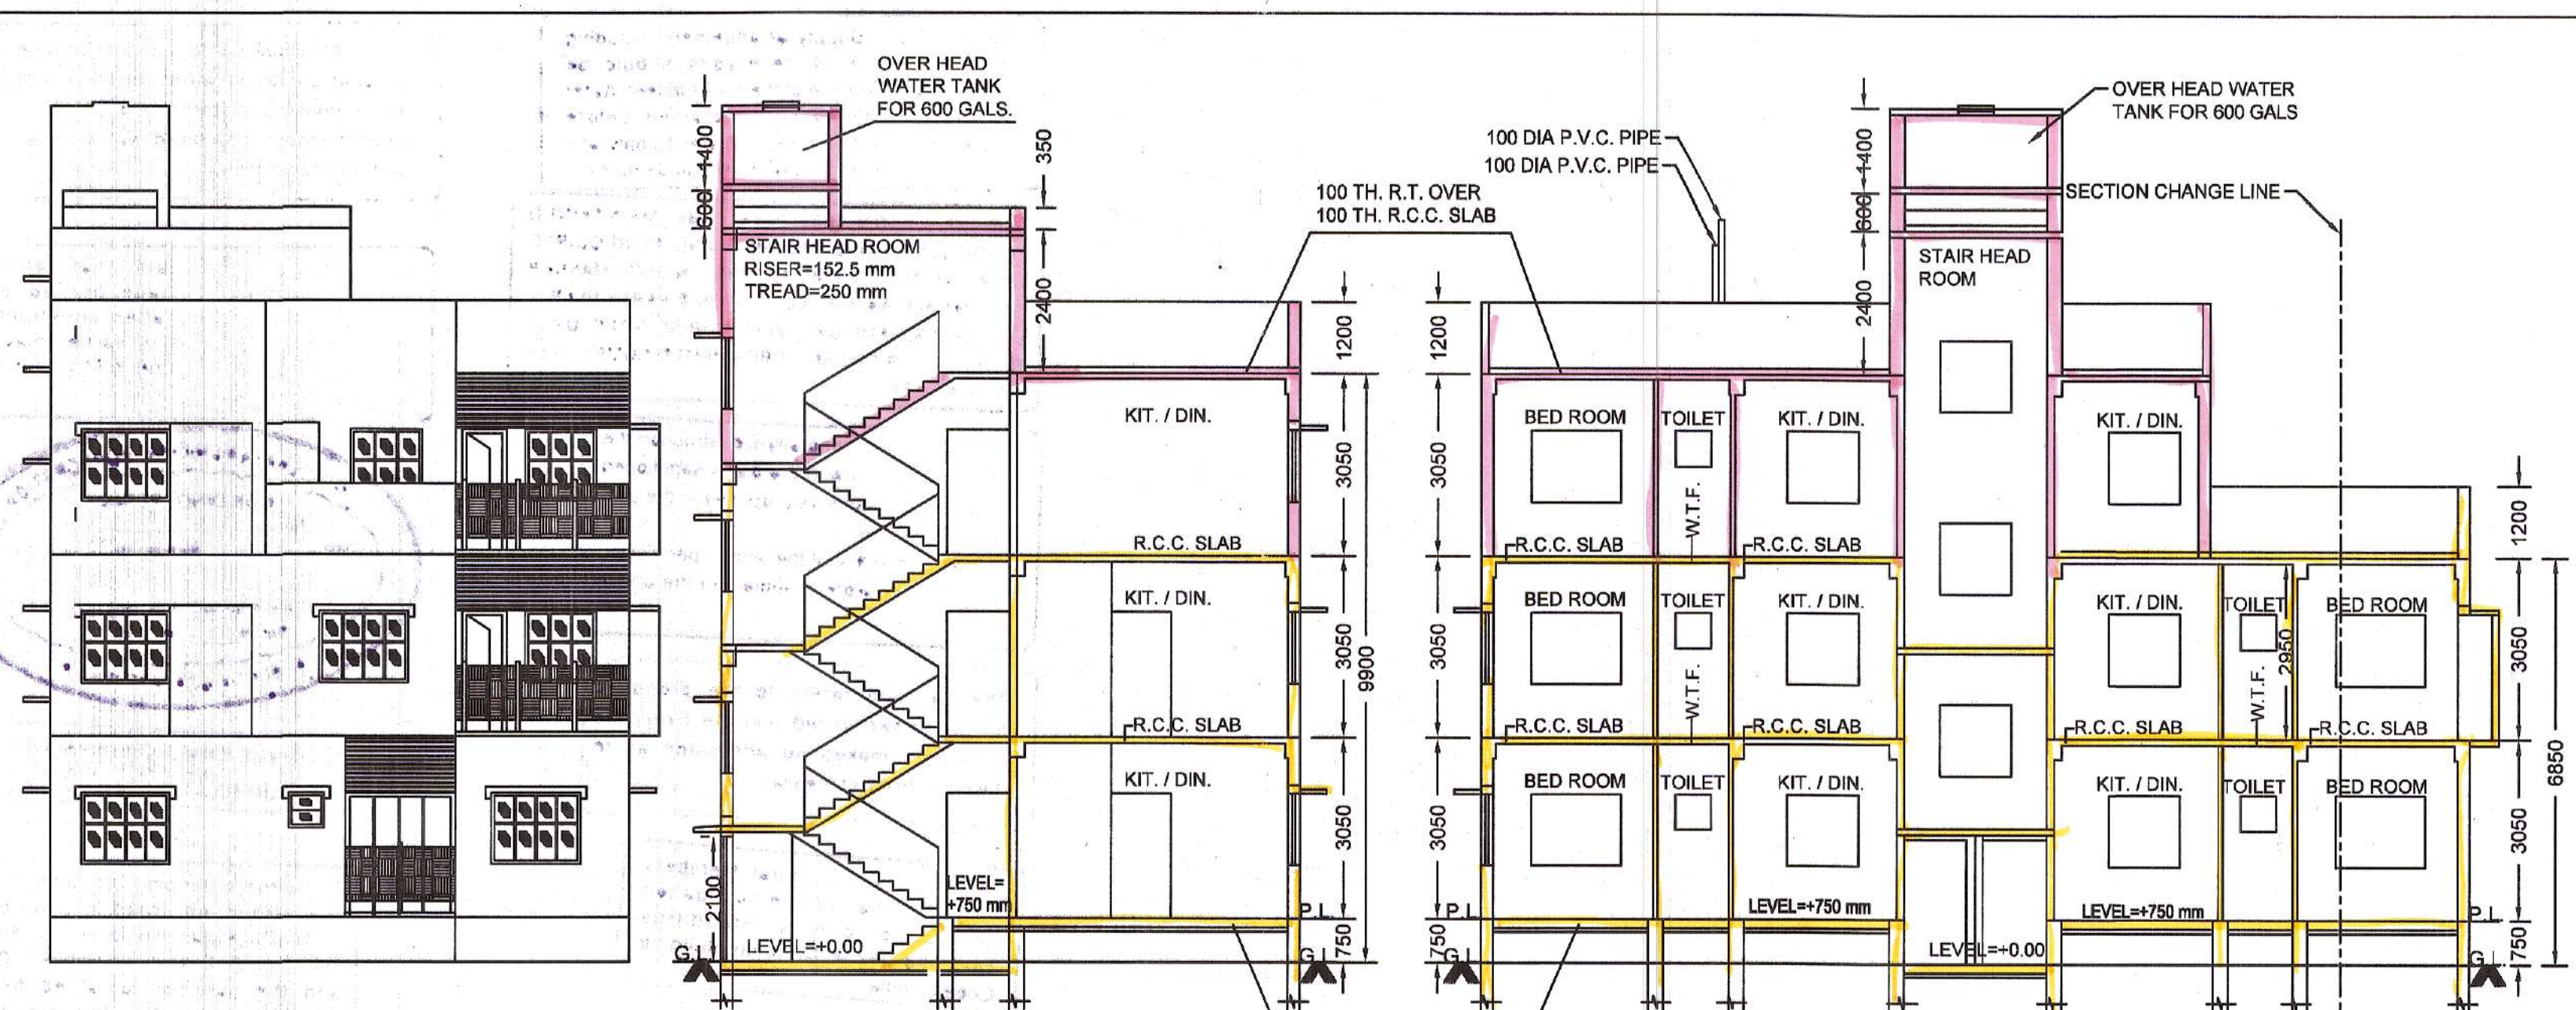 OVER HEAD
WATER TANK
FOR 600 GALS.
1400
600
350
STAIR HEAD ROOM
RISER=152.5 mm
TREAD=250 mm
2400
1200
100 TH. R.T. OVER
100 TH. R.C.C. SLAB
KIT. / DIN.
3050
R.C.C. SLAB
KIT. / DIN.
3050
9900
R.C.C. SLAB
KIT. / DIN.
3050
2100
LEVEL=
+750 mm
LEVEL=+0.00
P.L.
750
G.L.
G.L.
100 DIA P.V.C. PIPE
100 DIA P.V.C. PIPE
OVER HEAD WATER
TANK FOR 600 GALS
1400
600
SECTION CHANGE LINE
STAIR HEAD
ROOM
2400
1200
3050
BED ROOM
TOILET
KIT. / DIN.
KIT. / DIN.
W.T.F.
R.C.C. SLAB
R.C.C. SLAB
1200
3050
BED ROOM
TOILET
KIT. / DIN.
KIT. / DIN.
TOILET
BED ROOM
W.T.F.
2950
W.T.F.
3050
R.C.C. SLAB
R.C.C. SLAB
R.C.C. SLAB
R.C.C. SLAB
6850
3050
BED ROOM
TOILET
KIT. / DIN.
KIT. / DIN.
TOILET
BED ROOM
3050
LEVEL=+750 mm
LEVEL=+750 mm
P.L.
P.L.
750
G.L.
LEVEL=+0.00
750
G.L.